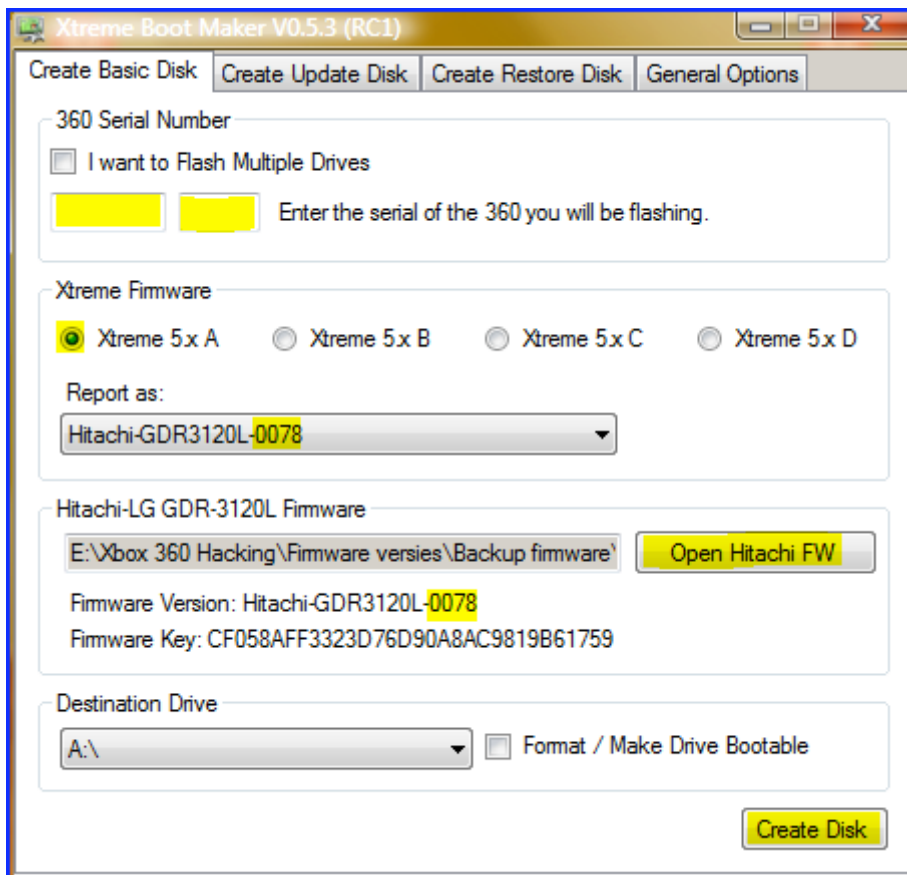 Xtreme Boot Maker V0.5.3 (RC1)
Create Basic Disk Create Update Disk Create Restore Disk General Options
360 Serial Number
I want to Flash Multiple Drives
Enter the serial of the 360 you will be flashing.
Xtreme Firmware
Xtreme 5.x A Xtreme 5.x B Xtreme 5.x C Xtreme 5.x D
Report as:
Hitachi-GDR3120L-0078
Hitachi-LG GDR-3120L Firmware
E:\Xbox 360 Hacking\Firmware versies\Backup firmware\ Open Hitachi FW
Firmware Version: Hitachi-GDR3120L-0078
Firmware Key: CF058AFF3323D76D90A8AC9819B61759
Destination Drive
A:\ Format / Make Drive Bootable
Create Disk